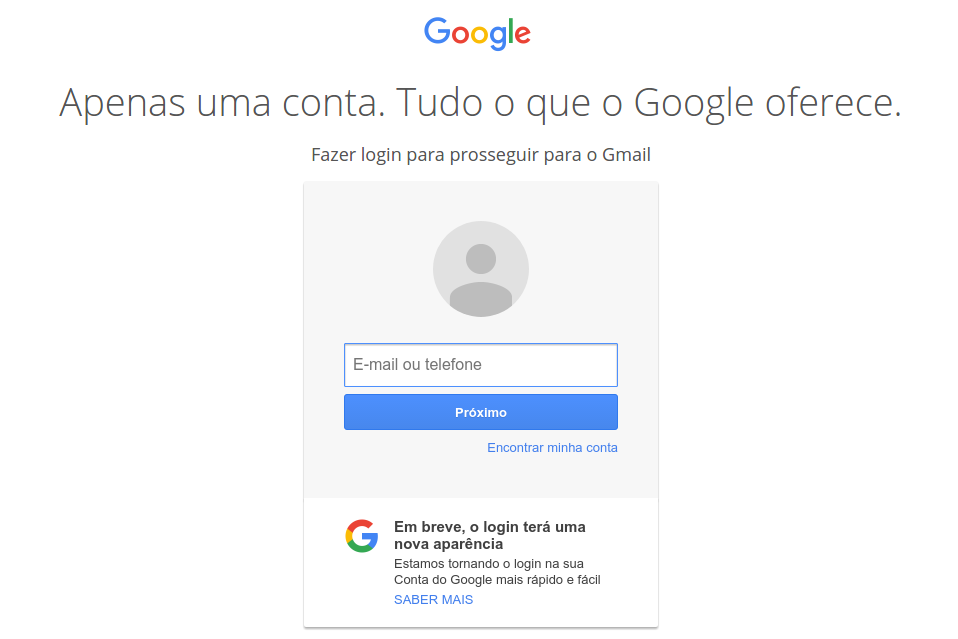 Google
Apenas uma conta. Tudo o que o Google oferece.
Fazer login para prosseguir para o Gmail
E-mail ou telefone
Próximo
Encontrar minha conta
Em breve, o login terá uma
nova aparência
Estamos tornando o login na sua
Conta do Google mais rápido e fácil
SABER MAIS